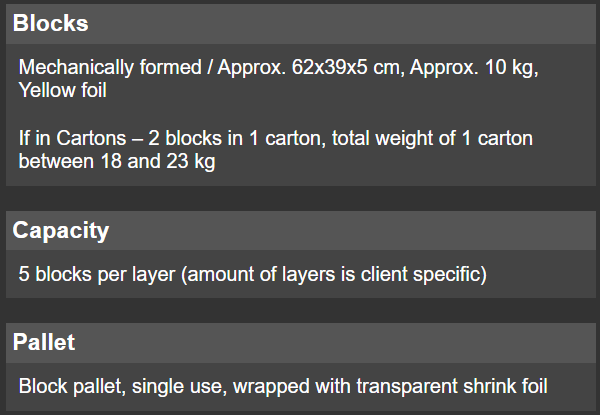 Blocks
Mechanically formed / Approx. 62x39x5 cm, Approx. 10 kg,
Yellow foil
If in Cartons – 2 blocks in 1 carton, total weight of 1 carton
between 18 and 23 kg
Capacity
5 blocks per layer (amount of layers is client specific)
Pallet
Block pallet, single use, wrapped with transparent shrink foil